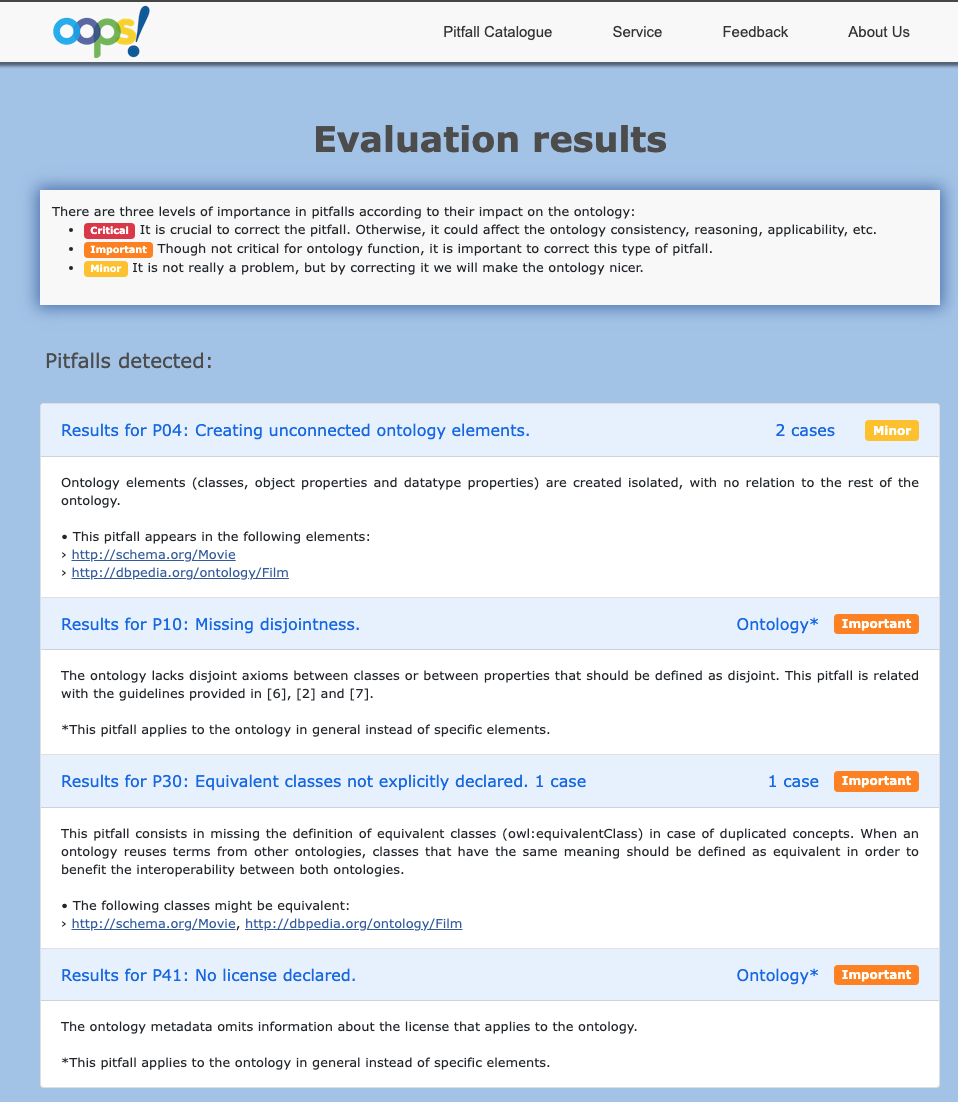 oops!
Pitfall Catalogue Service Feedback About Us
Evaluation results
There are three levels of importance in pitfalls according to their impact on the ontology:
• Critical It is crucial to correct the pitfall. Otherwise, it could affect the ontology consistency, reasoning, applicability, etc.
• Important Though not critical for ontology function, it is important to correct this type of pitfall.
• Minor It is not really a problem, but by correcting it we will make the ontology nicer.
Pitfalls detected:
Results for P04: Creating unconnected ontology elements. 2 cases Minor
Ontology elements (classes, object properties and datatype properties) are created isolated, with no relation to the rest of the
ontology.
• This pitfall appears in the following elements:
› http://schema.org/Movie
› http://dbpedia.org/ontology/Film
Results for P10: Missing disjointness. Ontology* Important
The ontology lacks disjoint axioms between classes or between properties that should be defined as disjoint. This pitfall is related
with the guidelines provided in [6], [2] and [7].
*This pitfall applies to the ontology in general instead of specific elements.
Results for P30: Equivalent classes not explicitly declared. 1 case 1 case Important
This pitfall consists in missing the definition of equivalent classes (owl:equivalentClass) in case of duplicated concepts. When an
ontology reuses terms from other ontologies, classes that have the same meaning should be defined as equivalent in order to
benefit the interoperability between both ontologies.
• The following classes might be equivalent:
› http://schema.org/Movie, http://dbpedia.org/ontology/Film
Results for P41: No license declared. Ontology* Important
The ontology metadata omits information about the license that applies to the ontology.
*This pitfall applies to the ontology in general instead of specific elements.